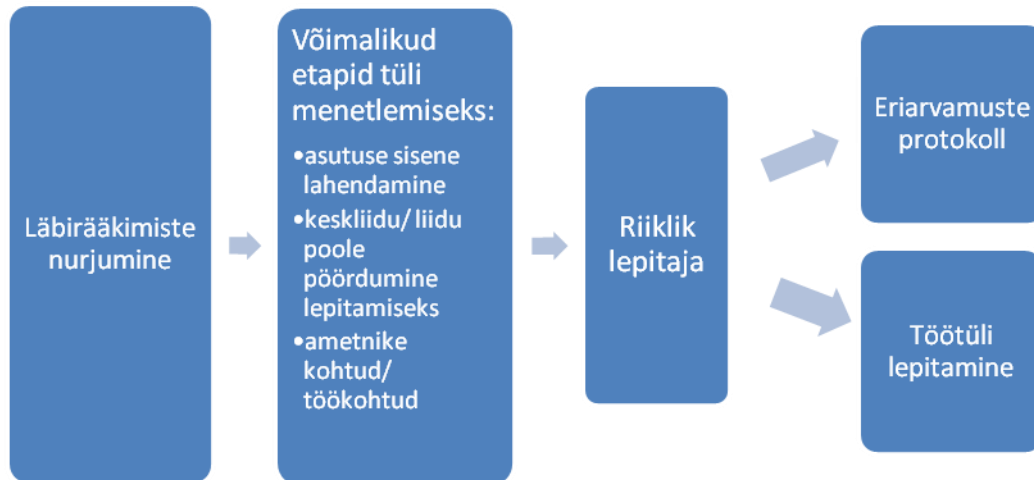 Läbirääkimiste
nurjumine
Võimalikud
etapid tüli
menetlemiseks:
•asutuse sisene
lahendamine
•keskliidu/ liidu
poole
pöördumine
lepitamiseks
•ametnike
kohtud/
töökohtud
Riiklik
lepitaja
Eriarvamuste
protokoll
Töötüli
lepitamine